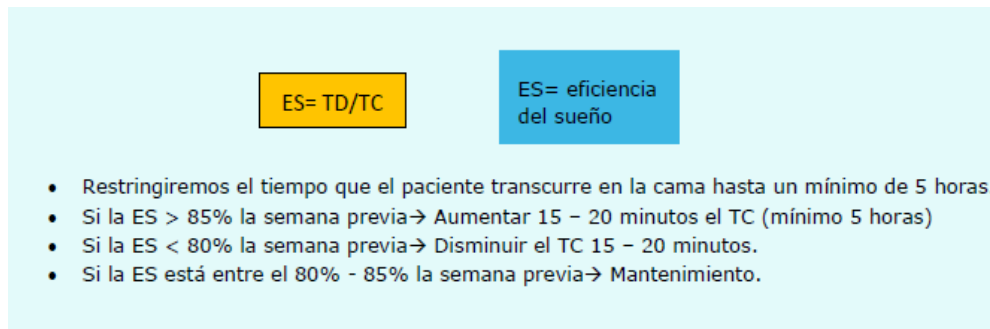 ES= TD/TC
ES= eficiencia
del sueño
• Restringiremos el tiempo que el paciente transcurre en la cama hasta un mínimo de 5 horas
• Si la ES > 85% la semana previa→ Aumentar 15 – 20 minutos el TC (mínimo 5 horas)
• Si la ES < 80% la semana previa→ Disminuir el TC 15 – 20 minutos.
• Si la ES está entre el 80% - 85% la semana previa→ Mantenimiento.